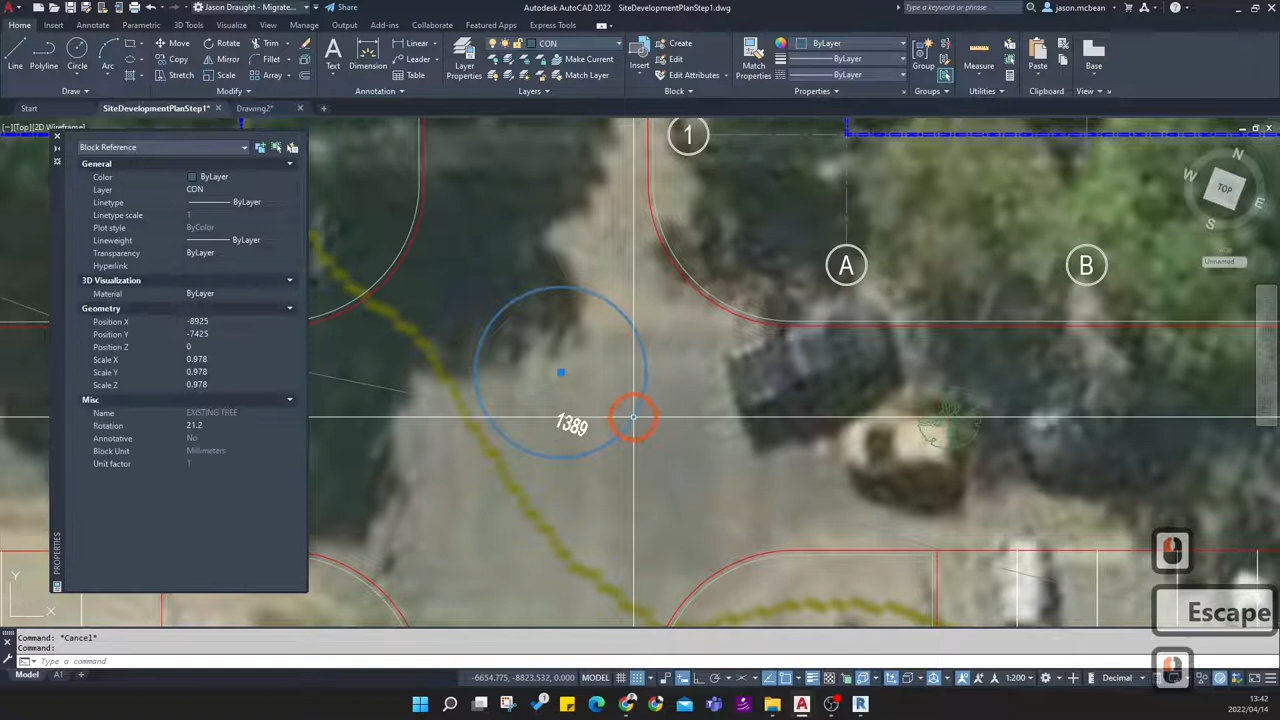 Jason Draught - Migrate...
Share
Autodesk AutoCAD 2022 SiteDevelopmentPlanStep1.dwg
Type a keyword or phrase
jason.mcbean
Home Insert Annotate Parametric 3D Tools View Manage Output Add-ins Collaborate Featured Apps Express Tools
Line
Polyline
Circle
Arc
Move
Copy
Stretch
Rotate
Mirror
Scale
Trim
Fillet
Array
Text
Dimension
Linear
Leader
Table
Layer
Properties
CON
Make Current
Match Layer
Insert
Create
Edit
Edit Attributes
Match
Properties
ByLayer
ByLayer
ByLayer
Group
Measure
Paste
Base
Draw
Modify
Annotation
Layers
Block
Properties
Groups
Utilities
Clipboard
View
Start
SiteDevelopmentPlanStep1*
Drawing2*
[−][Top][2D Wireframe]
Block Reference
General
Color ByLayer
Layer CON
Linetype ByLayer
Linetype scale 1
Plot style ByColor
Lineweight ByLayer
Transparency ByLayer
Hyperlink
3D Visualization
Material ByLayer
Geometry
Position X -8925
Position Y -7425
Position Z 0
Scale X 0.978
Scale Y 0.978
Scale Z 0.978
Misc
Name EXISTING TREE
Rotation 21.2
Annotative No
Block Unit Millimeters
Unit factor 1
PROPERTIES
1
A
B
1389
N
W
TOP
E
S
Unnamed
Y
X
Escape
Command: *Cancel*
Command:
Type a command
Model A1
-6654.775, -8823.532, 0.000 MODEL
1:200
Decimal
13:42
2022/04/14